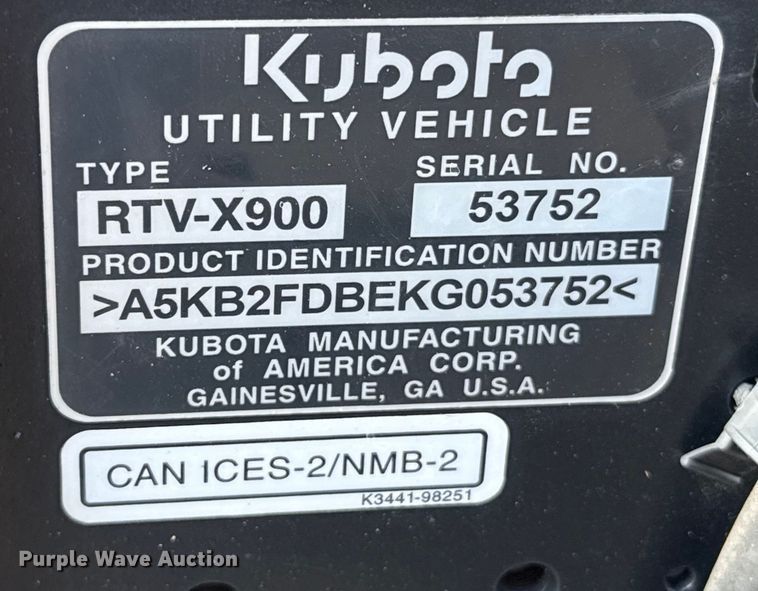 Kubota
UTILITY VEHICLE
TYPE SERIAL NO.
RTV-X900 53752
PRODUCT IDENTIFICATION NUMBER
>A5KB2FDBEKG053752<
KUBOTA MANUFACTURING
of AMERICA CORP.
GAINESVILLE, GA U.S.A.
CAN ICES-2/NMB-2
K3441-98251
Purple Wave Auction